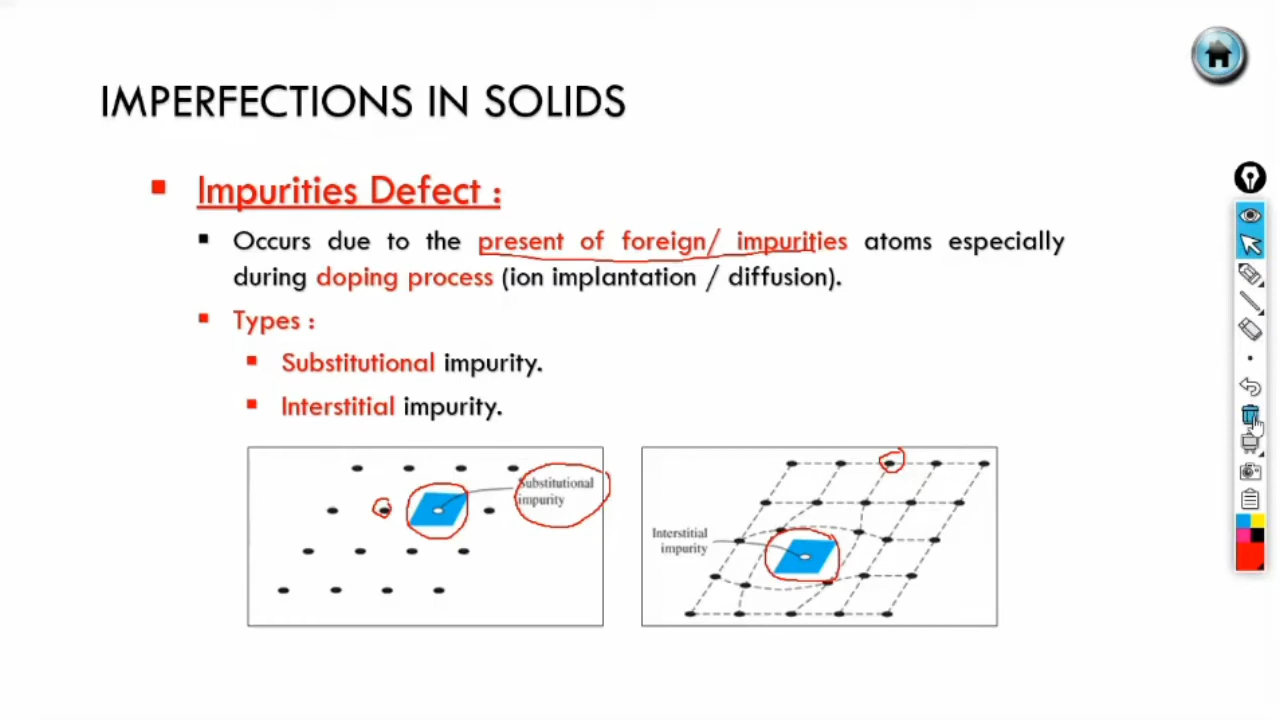 IMPERFECTIONS IN SOLIDS
Impurities Defect :
Occurs due to the present of foreign/ impurities atoms especially
during doping process (ion implantation / diffusion).
Types :
Substitutional impurity.
Interstitial impurity.
Substitutional
impurity
Interstitial
impurity